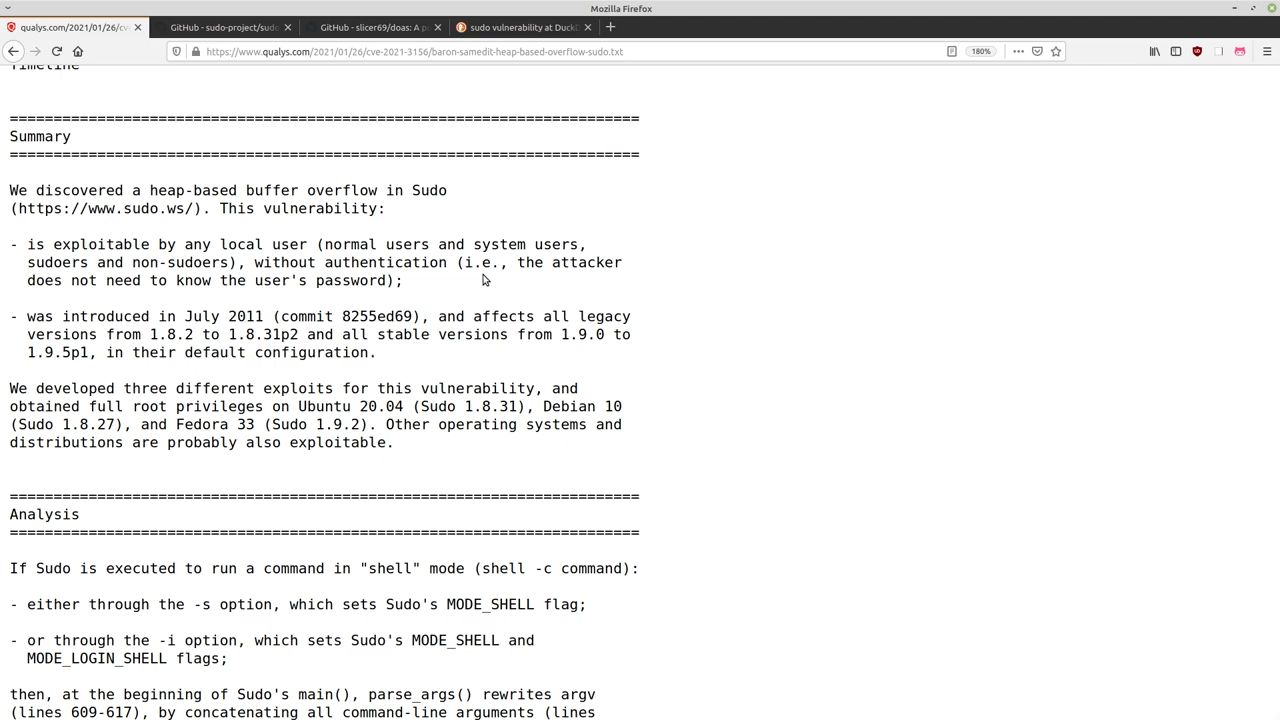 Mozilla Firefox
qualys.com/2021/01/26/cve
GitHub - sudo-project/sudo
GitHub - slicer69/doas: A p
sudo vulnerability at DuckD
https://www.qualys.com/2021/01/26/cve-2021-3156/baron-samedit-heap-based-overflow-sudo.txt
180%
Timeline
========================================================================
Summary
========================================================================
We discovered a heap-based buffer overflow in Sudo
(https://www.sudo.ws/). This vulnerability:
- is exploitable by any local user (normal users and system users,
sudoers and non-sudoers), without authentication (i.e., the attacker
does not need to know the user's password);
- was introduced in July 2011 (commit 8255ed69), and affects all legacy
versions from 1.8.2 to 1.8.31p2 and all stable versions from 1.9.0 to
1.9.5p1, in their default configuration.
We developed three different exploits for this vulnerability, and
obtained full root privileges on Ubuntu 20.04 (Sudo 1.8.31), Debian 10
(Sudo 1.8.27), and Fedora 33 (Sudo 1.9.2). Other operating systems and
distributions are probably also exploitable.
========================================================================
Analysis
========================================================================
If Sudo is executed to run a command in "shell" mode (shell -c command):
- either through the -s option, which sets Sudo's MODE_SHELL flag;
- or through the -i option, which sets Sudo's MODE_SHELL and
MODE_LOGIN_SHELL flags;
then, at the beginning of Sudo's main(), parse_args() rewrites argv
(lines 609-617), by concatenating all command-line arguments (lines